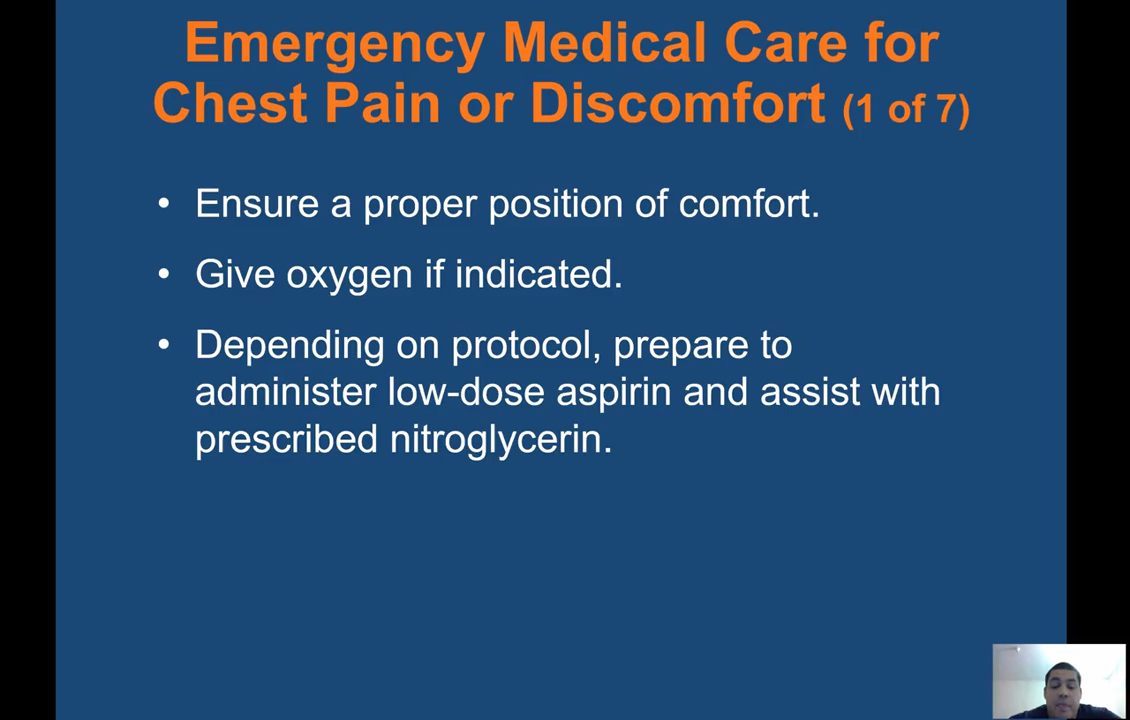 Emergency Medical Care for
Chest Pain or Discomfort (1 of 7)
• Ensure a proper position of comfort.
• Give oxygen if indicated.
• Depending on protocol, prepare to
administer low-dose aspirin and assist with
prescribed nitroglycerin.